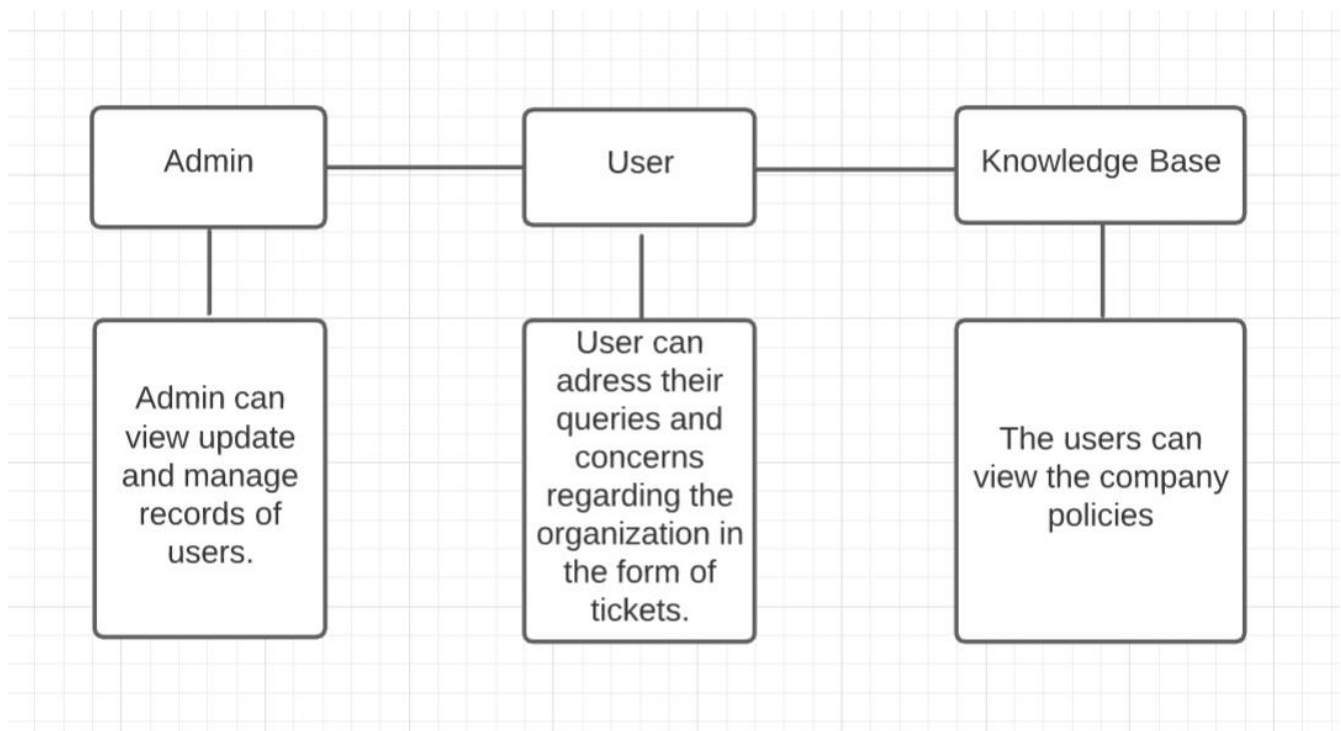 Admin
User
Knowledge Base
Admin can
view update
and manage
records of
users.
User can
adress their
queries and
concerns
regarding the
organization in
the form of
tickets.
The users can
view the company
policies